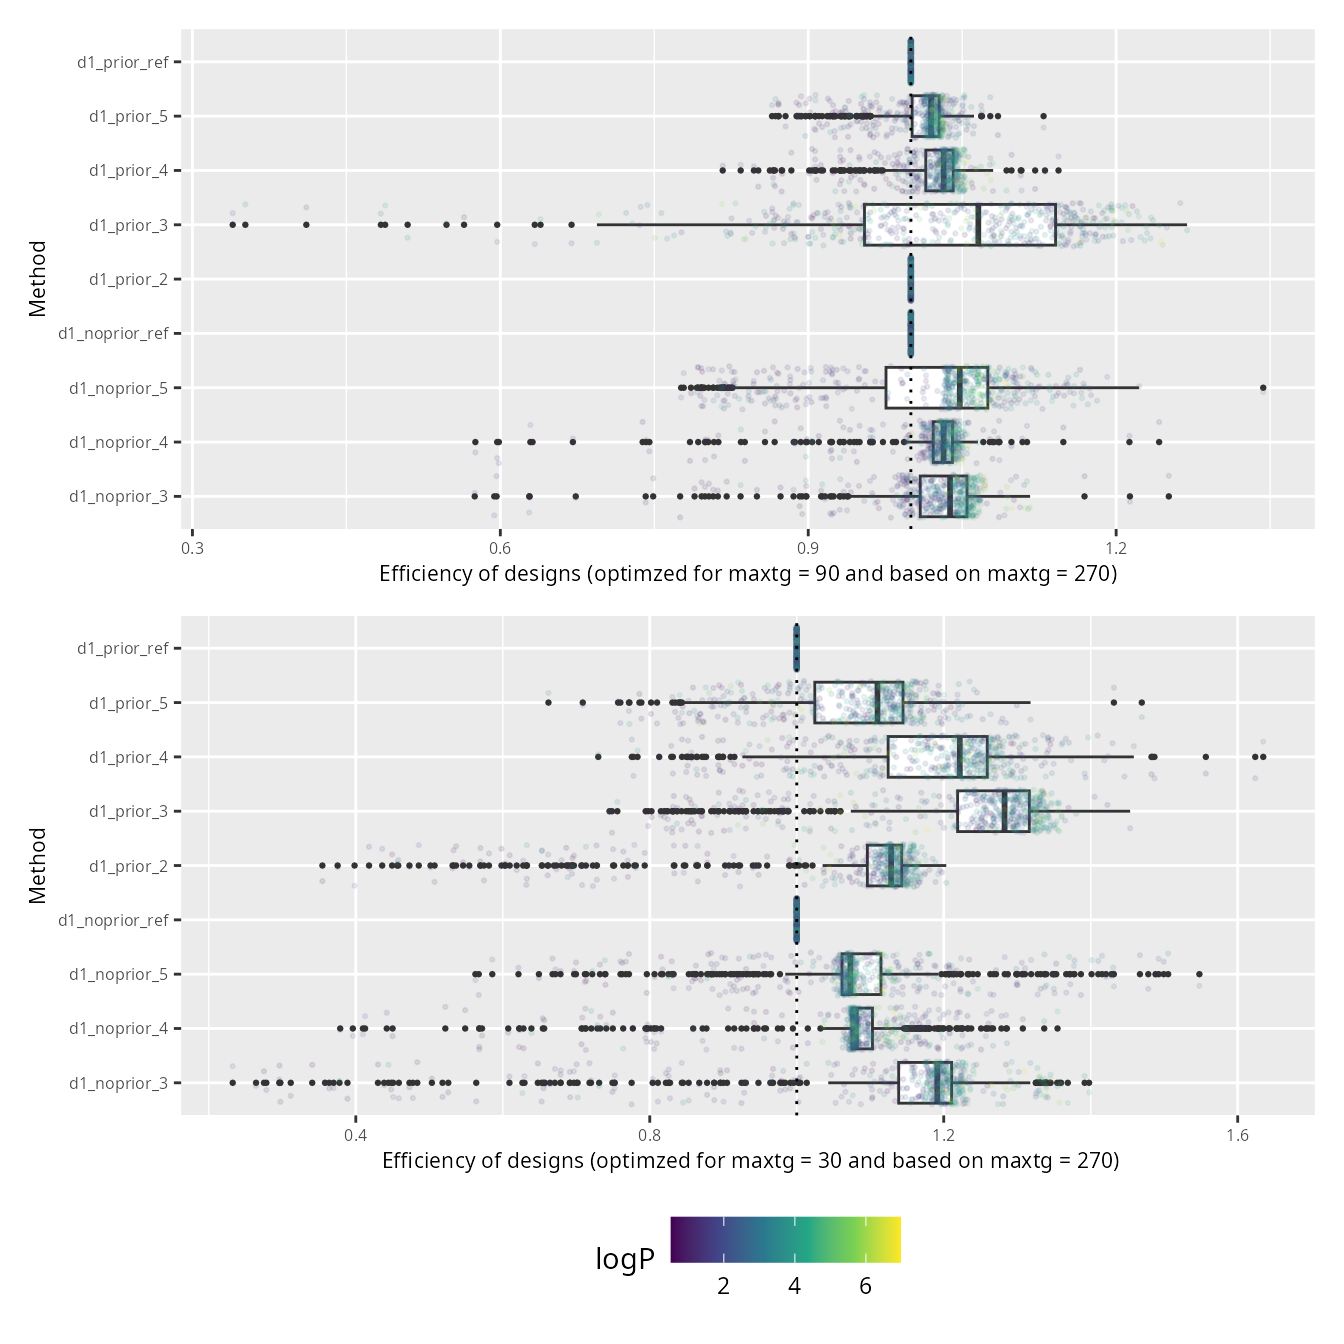 d1_prior_ref
d1_prior_5
d1_prior_4
d1_prior_3
d1_prior_2
d1_noprior_ref
d1_noprior_5
d1_noprior_4
d1_noprior_3
Method
0.3 0.6 0.9 1.2
Efficiency of designs (optimzed for maxtg = 90 and based on maxtg = 270)
d1_prior_ref
d1_prior_5
d1_prior_4
d1_prior_3
d1_prior_2
d1_noprior_ref
d1_noprior_5
d1_noprior_4
d1_noprior_3
Method
0.4 0.8 1.2 1.6
Efficiency of designs (optimzed for maxtg = 30 and based on maxtg = 270)
logP
2 4 6